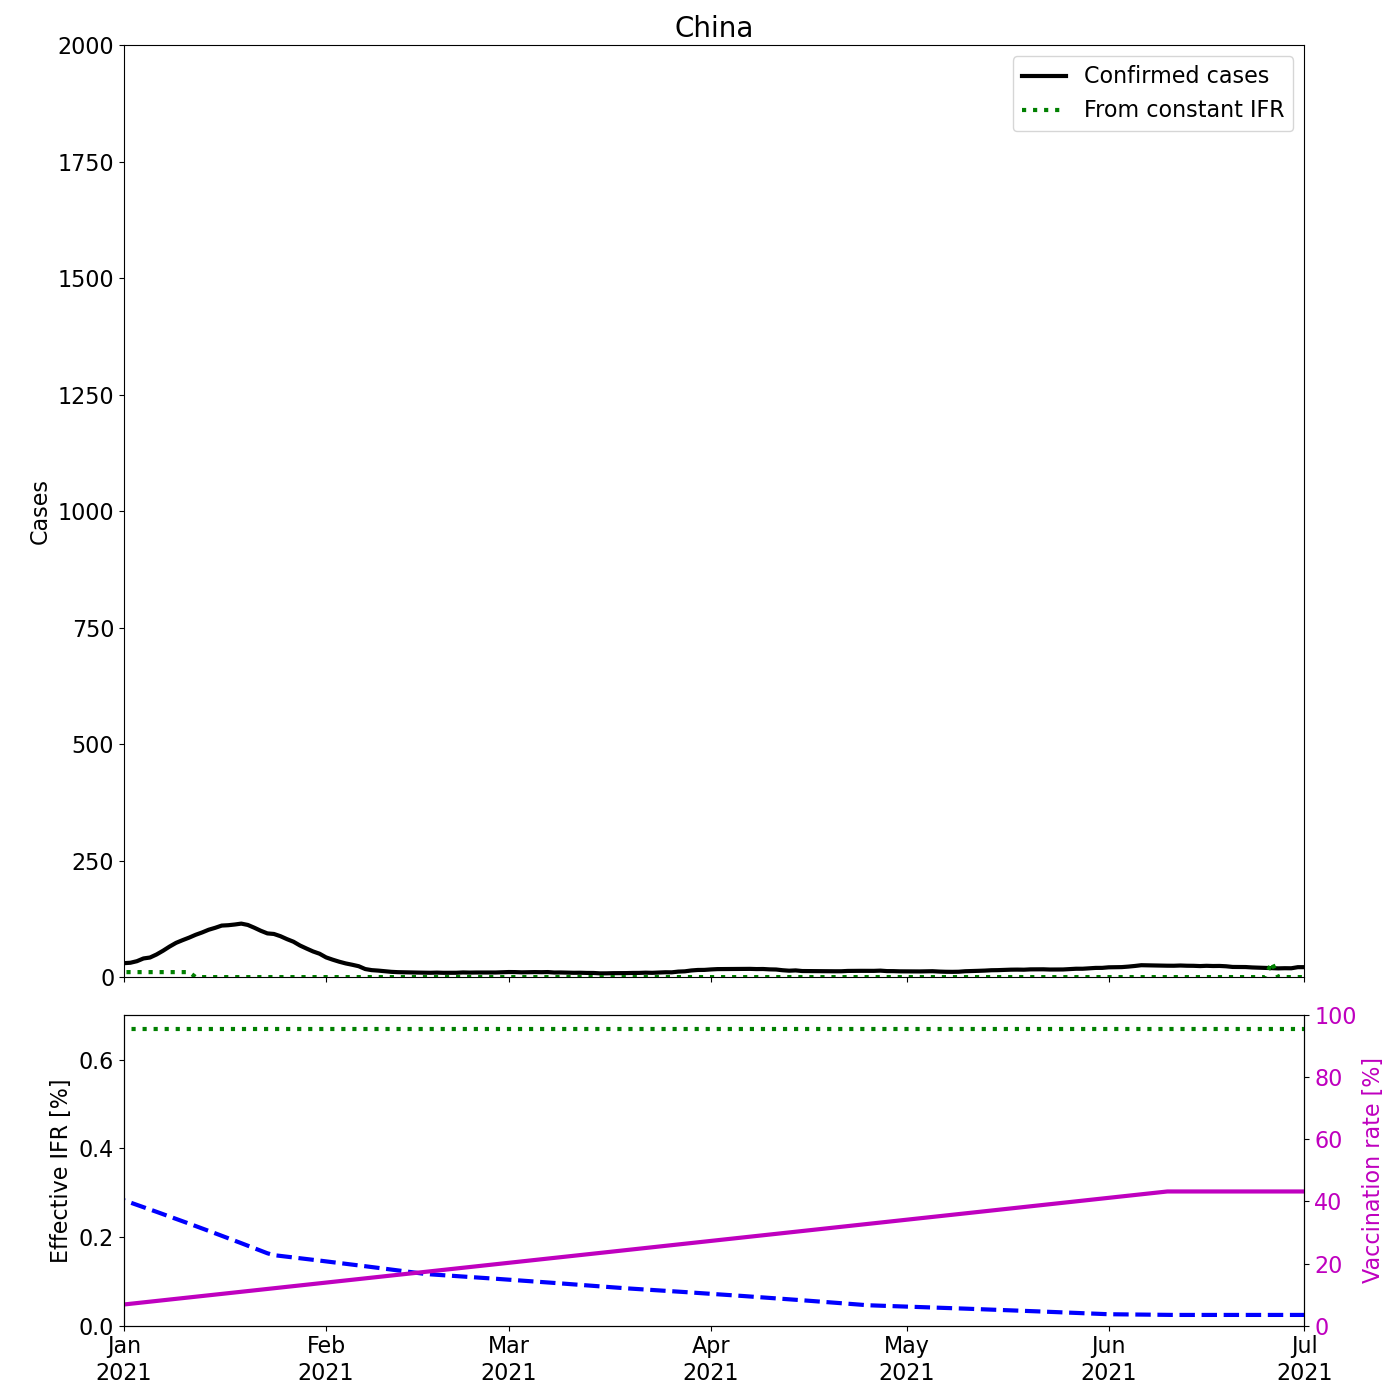 China
2000
1750
1500
1250
1000
750
500
250
0
Cases
Confirmed cases
From constant IFR
0.6
0.4
0.2
0.0
Effective IFR [%]
100
80
60
40
20
0
Vaccination rate [%]
Jan
2021
Feb
2021
Mar
2021
Apr
2021
May
2021
Jun
2021
Jul
2021